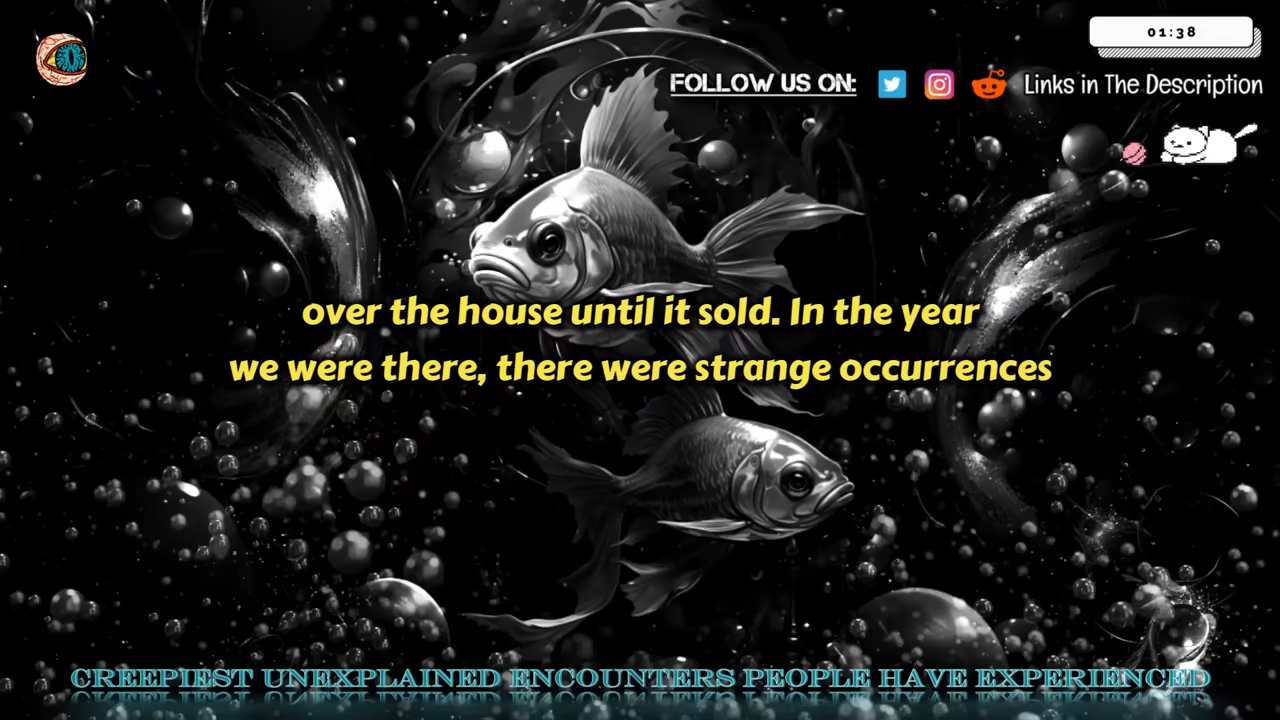 01:38
FOLLOW US ON: Links in The Description
over the house until it sold. In the year
we were there, there were strange occurrences
CREEPIEST UNEXPLAINED ENCOUNTERS PEOPLE HAVE EXPERIENCED